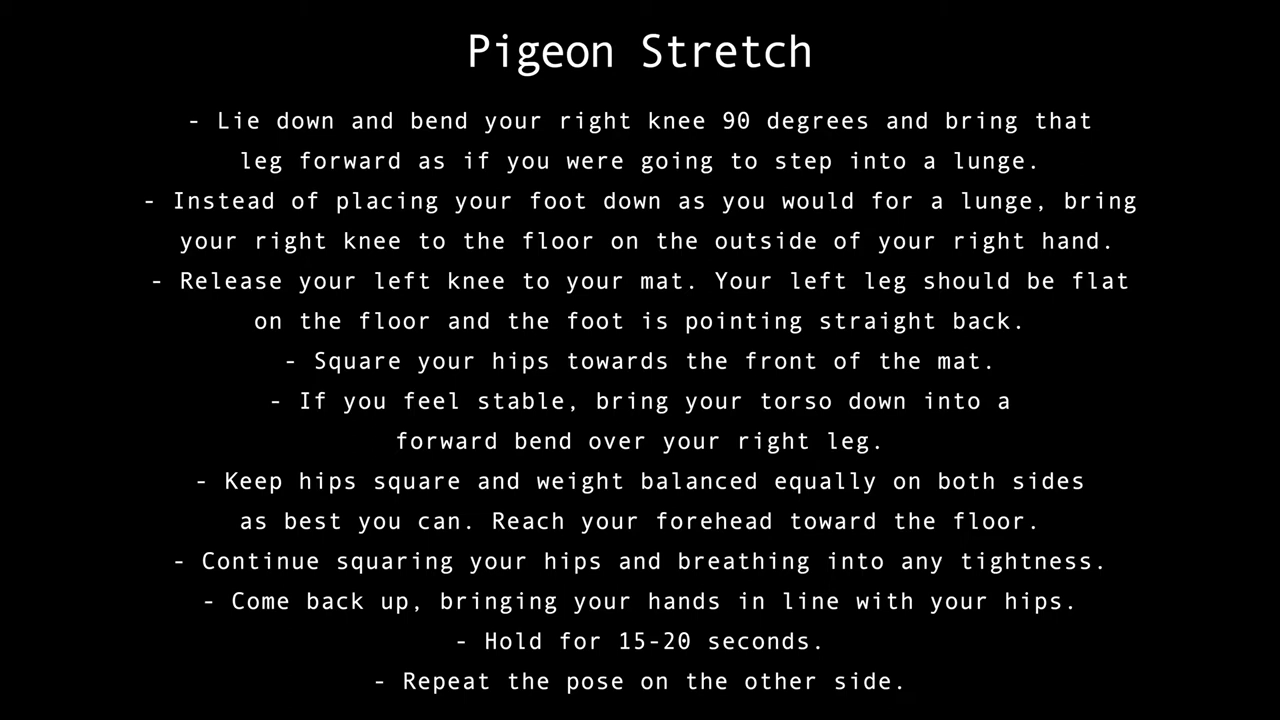 Pigeon Stretch
- Lie down and bend your right knee 90 degrees and bring that
leg forward as if you were going to step into a lunge.
- Instead of placing your foot down as you would for a lunge, bring
your right knee to the floor on the outside of your right hand.
- Release your left knee to your mat. Your left leg should be flat
on the floor and the foot is pointing straight back.
- Square your hips towards the front of the mat.
- If you feel stable, bring your torso down into a
forward bend over your right leg.
- Keep hips square and weight balanced equally on both sides
as best you can. Reach your forehead toward the floor.
- Continue squaring your hips and breathing into any tightness.
- Come back up, bringing your hands in line with your hips.
- Hold for 15-20 seconds.
- Repeat the pose on the other side.